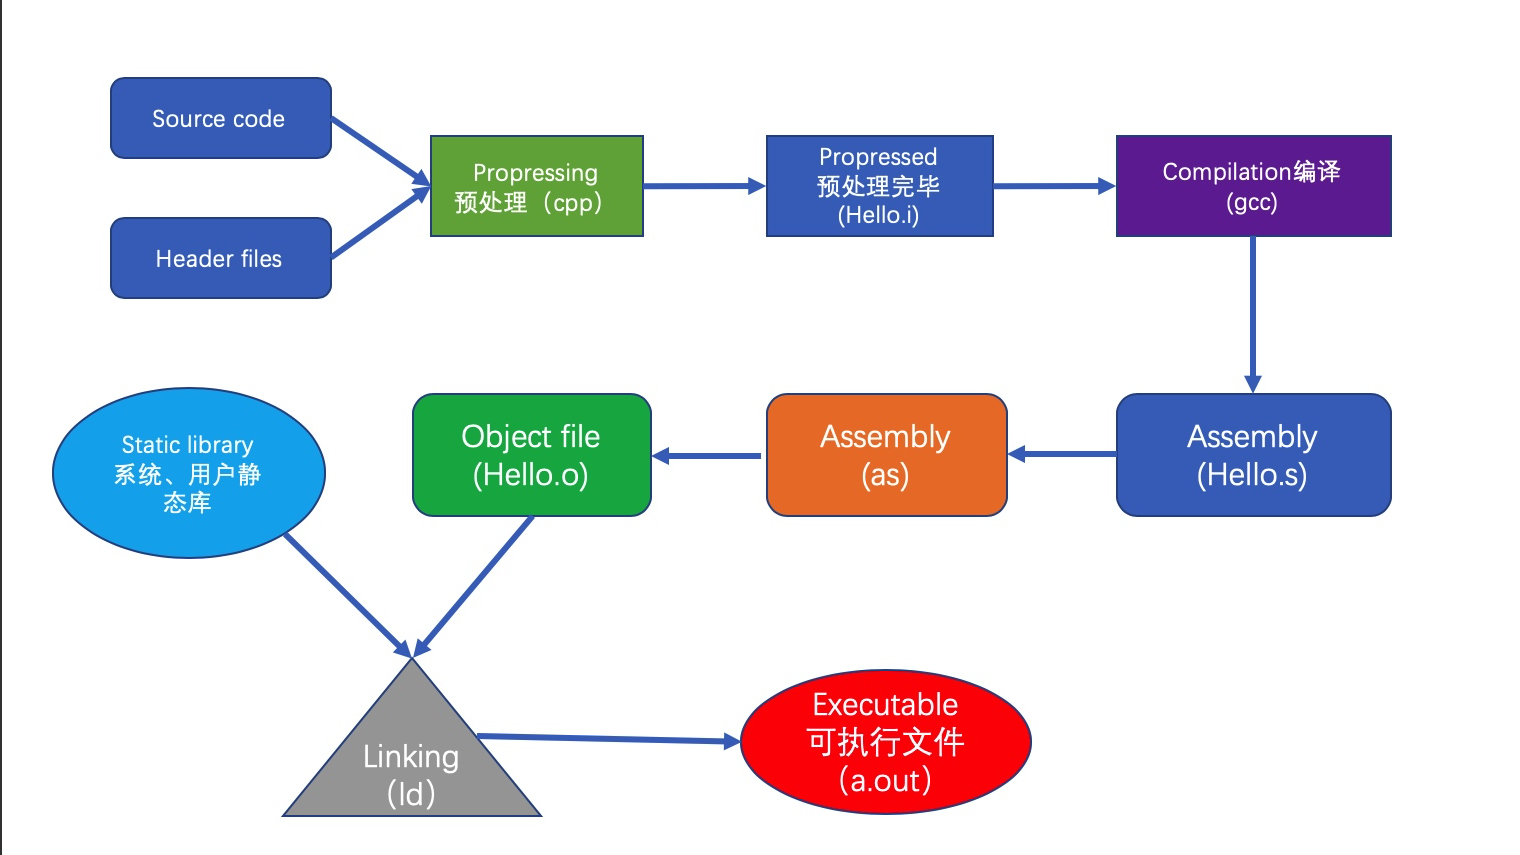 Source code
Header files
Propressing
预处理（cpp）
Propressed
预处理完毕
(Hello.i)
Compilation编译
(gcc)
Static library
系统、用户静
态库
Object file
(Hello.o)
Assembly
(as)
Assembly
(Hello.s)
Linking
（ld）
Executable
可执行文件
（a.out）